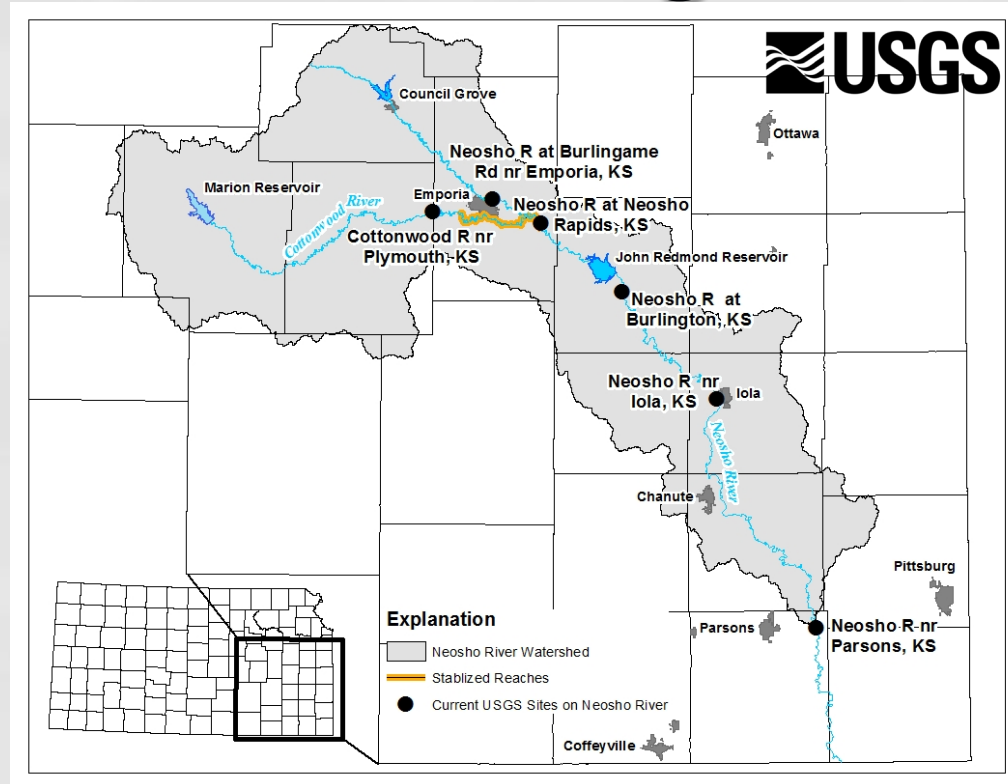 USGS
Council Grove
Ottawa
Neosho R at Burlingame
Rd nr Emporia, KS
Marion Reservoir
Emporia
Cottonwood River
Neosho R at Neosho
Rapids, KS
Cottonwood R nr
Plymouth, KS
John Redmond Reservoir
Neosho R at
Burlington, KS
Neosho R nr
Iola, KS
Iola
Neosho River
Chanute
Pittsburg
Parsons
Neosho R nr
Parsons, KS
Explanation
Neosho River Watershed
Stablized Reaches
Current USGS Sites on Neosho River
Coffeyville